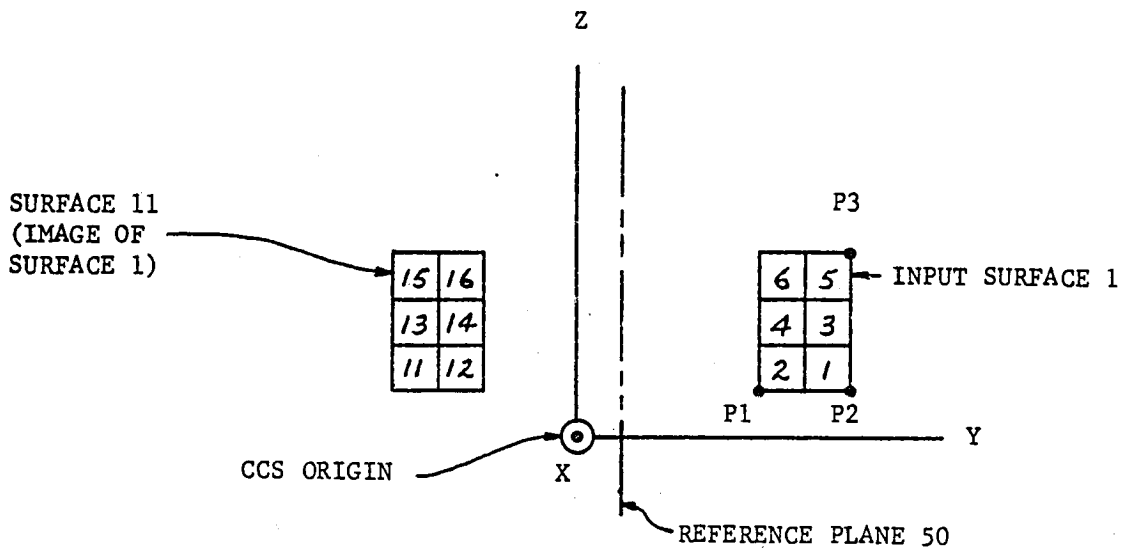 Z
SURFACE 11
(IMAGE OF
SURFACE 1)
P3
15 16
13 14
11 12
6 5
4 3
2 1
INPUT SURFACE 1
P1 P2
Y
CCS ORIGIN
X
REFERENCE PLANE 50